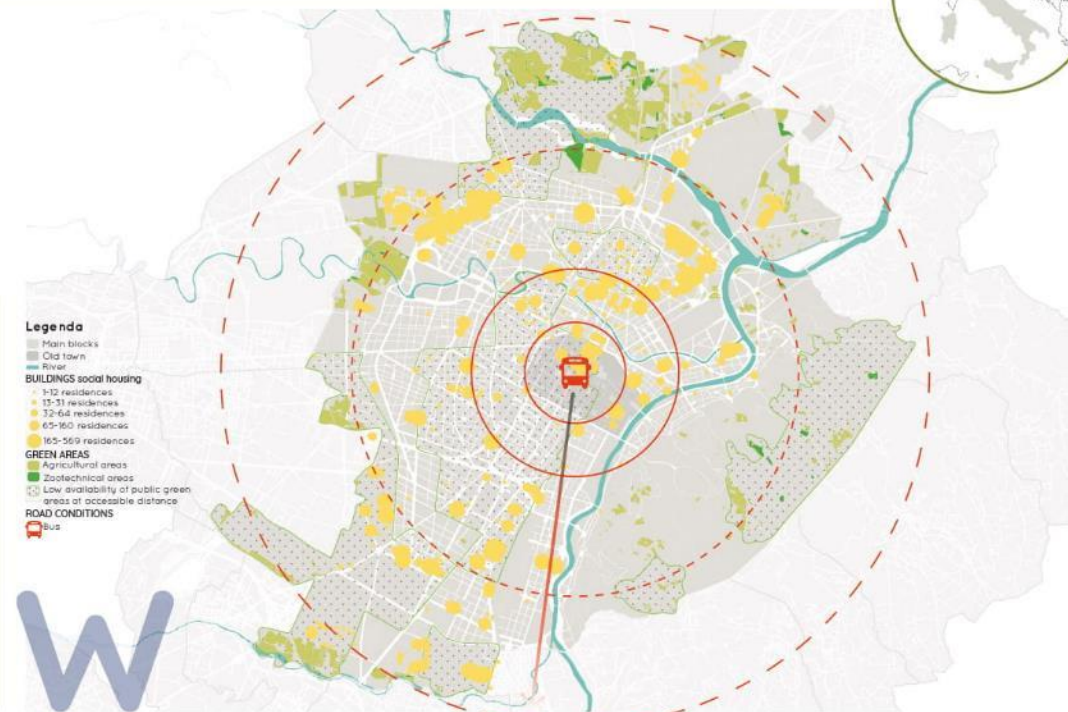 Legenda
Main blocks
Old town
River
BUILDINGS social housing
1-12 residences
13-31 residences
32-64 residences
65-160 residences
165-569 residences
GREEN AREAS
Agricultural areas
Zootechnical areas
Low availability of public green
areas at accessible distance
ROAD CONDITIONS
Bus
W